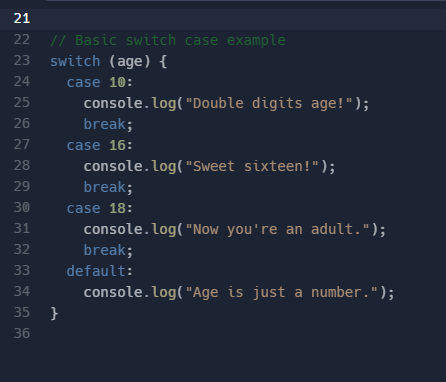 21
22 // Basic switch case example
23 switch (age) {
24   case 10:
25     console.log("Double digits age!");
26     break;
27   case 16:
28     console.log("Sweet sixteen!");
29     break;
30   case 18:
31     console.log("Now you're an adult.");
32     break;
33   default:
34     console.log("Age is just a number.");
35 }
36